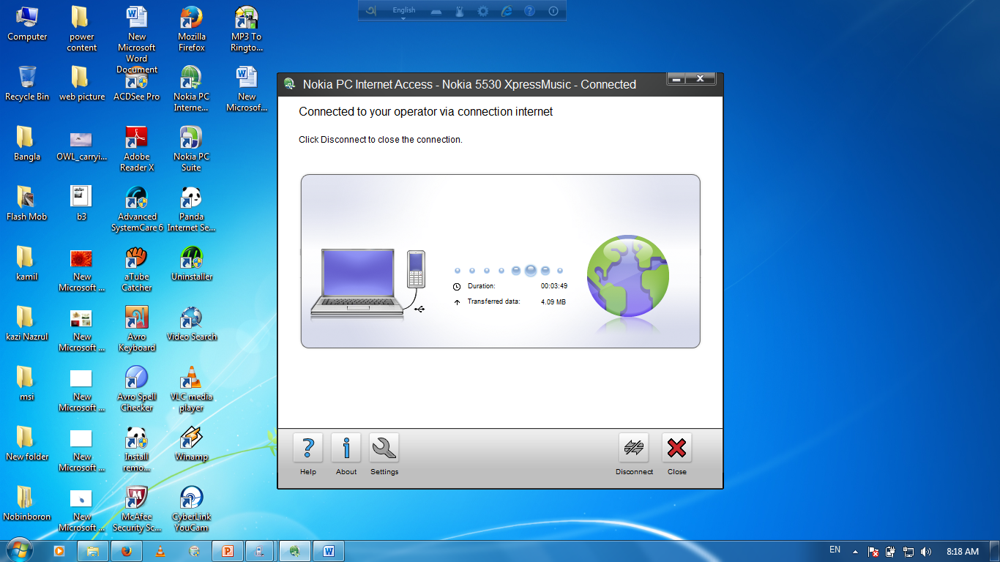 English
Computer
power
content
New
Microsoft
Word
Document
Mozilla
Firefox
MP3 To
Ringto...
Recycle Bin
web picture
ACDSee Pro
Nokia PC
Interne...
New
Microsof...
Bangla
OWL_carryi...
Adobe
Reader X
Nokia PC
Suite
Flash Mob
b3
Advanced
SystemCare 6
Panda
Internet Se...
kamil
New
Microsoft ...
aTube
Catcher
Uninstaller
kazi Nazrul
New
Microsoft ...
Avro
Keyboard
Video Search
msi
New
Microsoft ...
Avro Spell
Checker
VLC media
player
New folder
New
Microsoft ...
Install
remo...
Winamp
Nobinboron
New
Microsoft ...
McAfee
Security Sc...
CyberLink
YouCam
Nokia PC Internet Access - Nokia 5530 XpressMusic - Connected
Connected to your operator via connection internet
Click Disconnect to close the connection.
Duration: 00:03:49
Transferred data: 4.09 MB
Help
About
Settings
Disconnect
Close
EN
8:18 AM